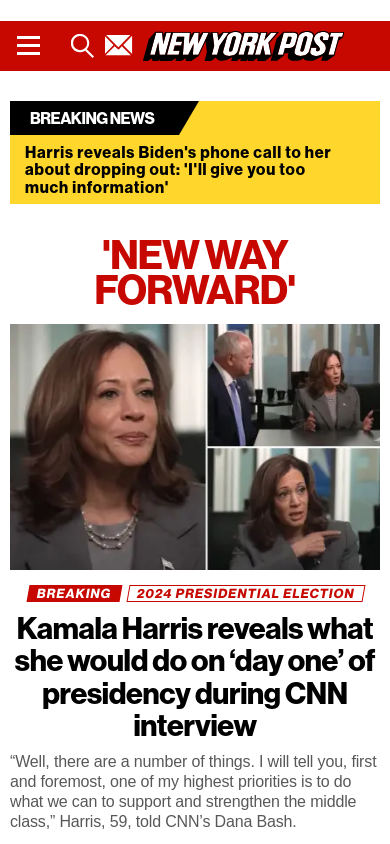 NEW YORK POST
BREAKING NEWS
Harris reveals Biden's phone call to her
about dropping out: 'I'll give you too
much information'
'NEW WAY
FORWARD'
BREAKING
2024 PRESIDENTIAL ELECTION
Kamala Harris reveals what
she would do on ‘day one’ of
presidency during CNN
interview
“Well, there are a number of things. I will tell you, first
and foremost, one of my highest priorities is to do
what we can to support and strengthen the middle
class,” Harris, 59, told CNN’s Dana Bash.